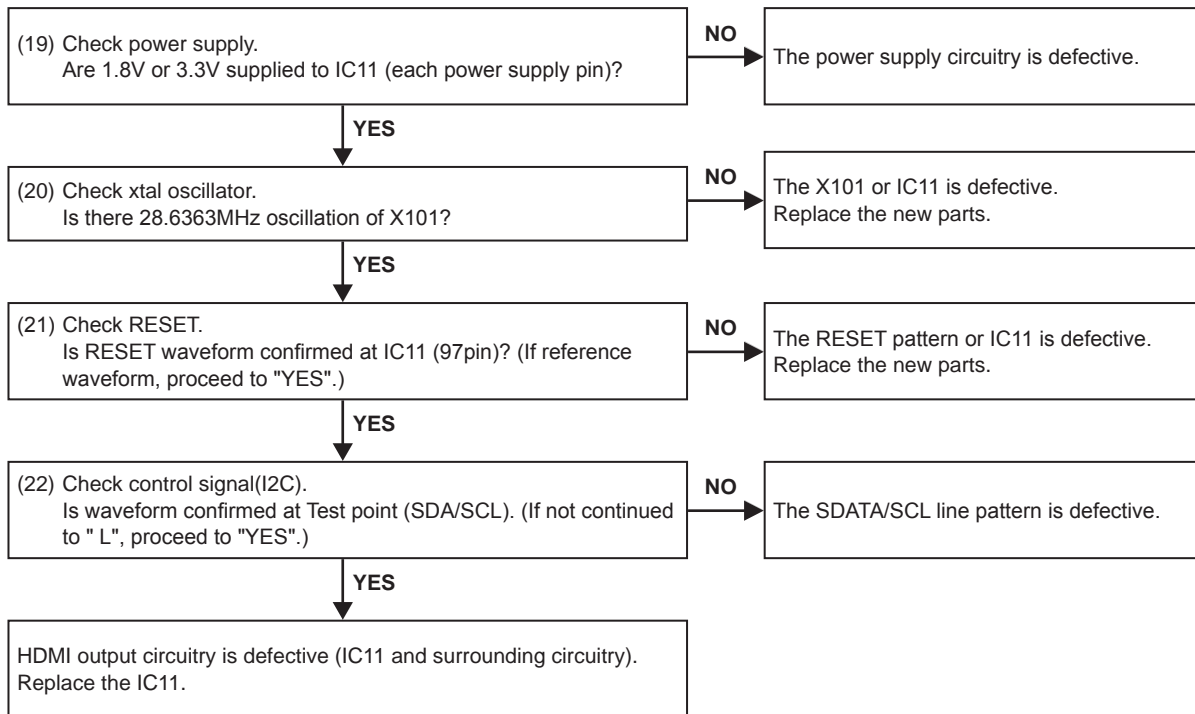 (19) Check power supply.
Are 1.8V or 3.3V supplied to IC11 (each power supply pin)?
NO
The power supply circuitry is defective.
YES
(20) Check xtal oscillator.
Is there 28.6363MHz oscillation of X101?
NO
The X101 or IC11 is defective.
Replace the new parts.
YES
(21) Check RESET.
Is RESET waveform confirmed at IC11 (97pin)? (If reference
waveform, proceed to "YES".)
NO
The RESET pattern or IC11 is defective.
Replace the new parts.
YES
(22) Check control signal(I2C).
Is waveform confirmed at Test point (SDA/SCL). (If not continued
to " L", proceed to "YES".)
NO
The SDATA/SCL line pattern is defective.
YES
HDMI output circuitry is defective (IC11 and surrounding circuitry).
Replace the IC11.